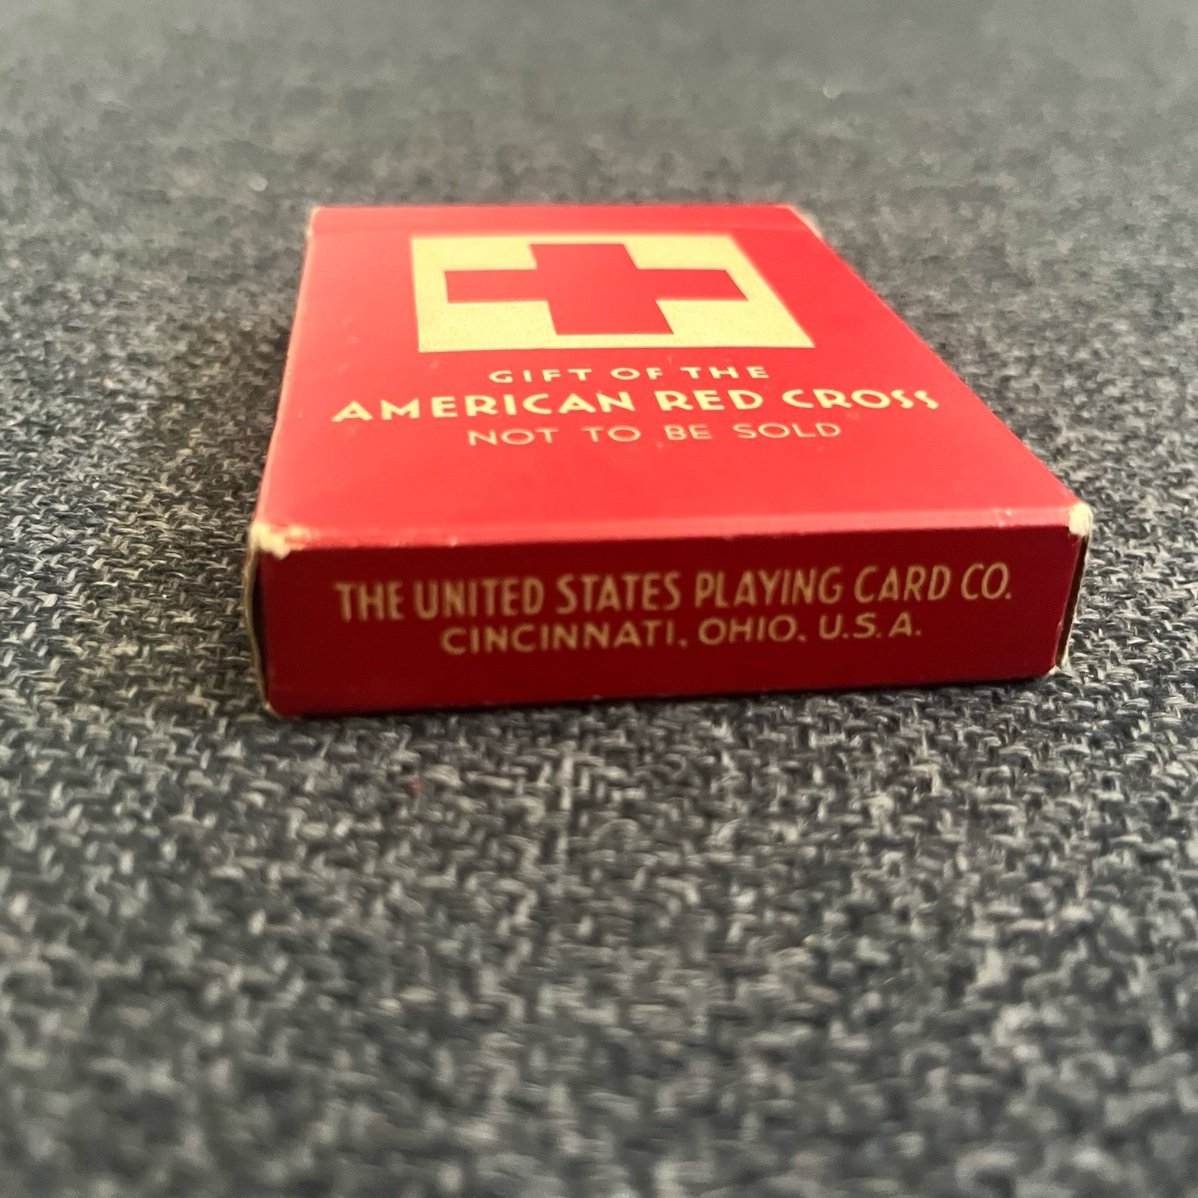 GIFT OF THE
AMERICAN RED CROSS
NOT TO BE SOLD
THE UNITED STATES PLAYING CARD CO.
CINCINNATI, OHIO, U.S.A.